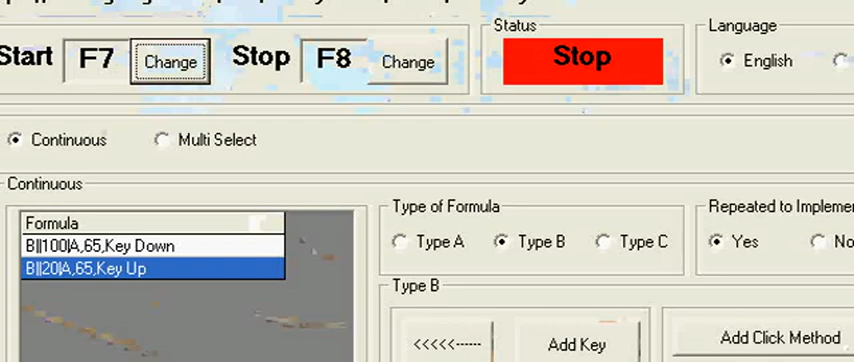 Status
Language
Start F7 Change Stop F8 Change Stop English
Continuous Multi Select
Continuous
Formula Type of Formula Repeated to Implemen
B||100|A,65,Key Down Type A Type B Type C Yes No
B||20|A,65,Key Up
Type B
<<<<<------ Add Key Add Click Method